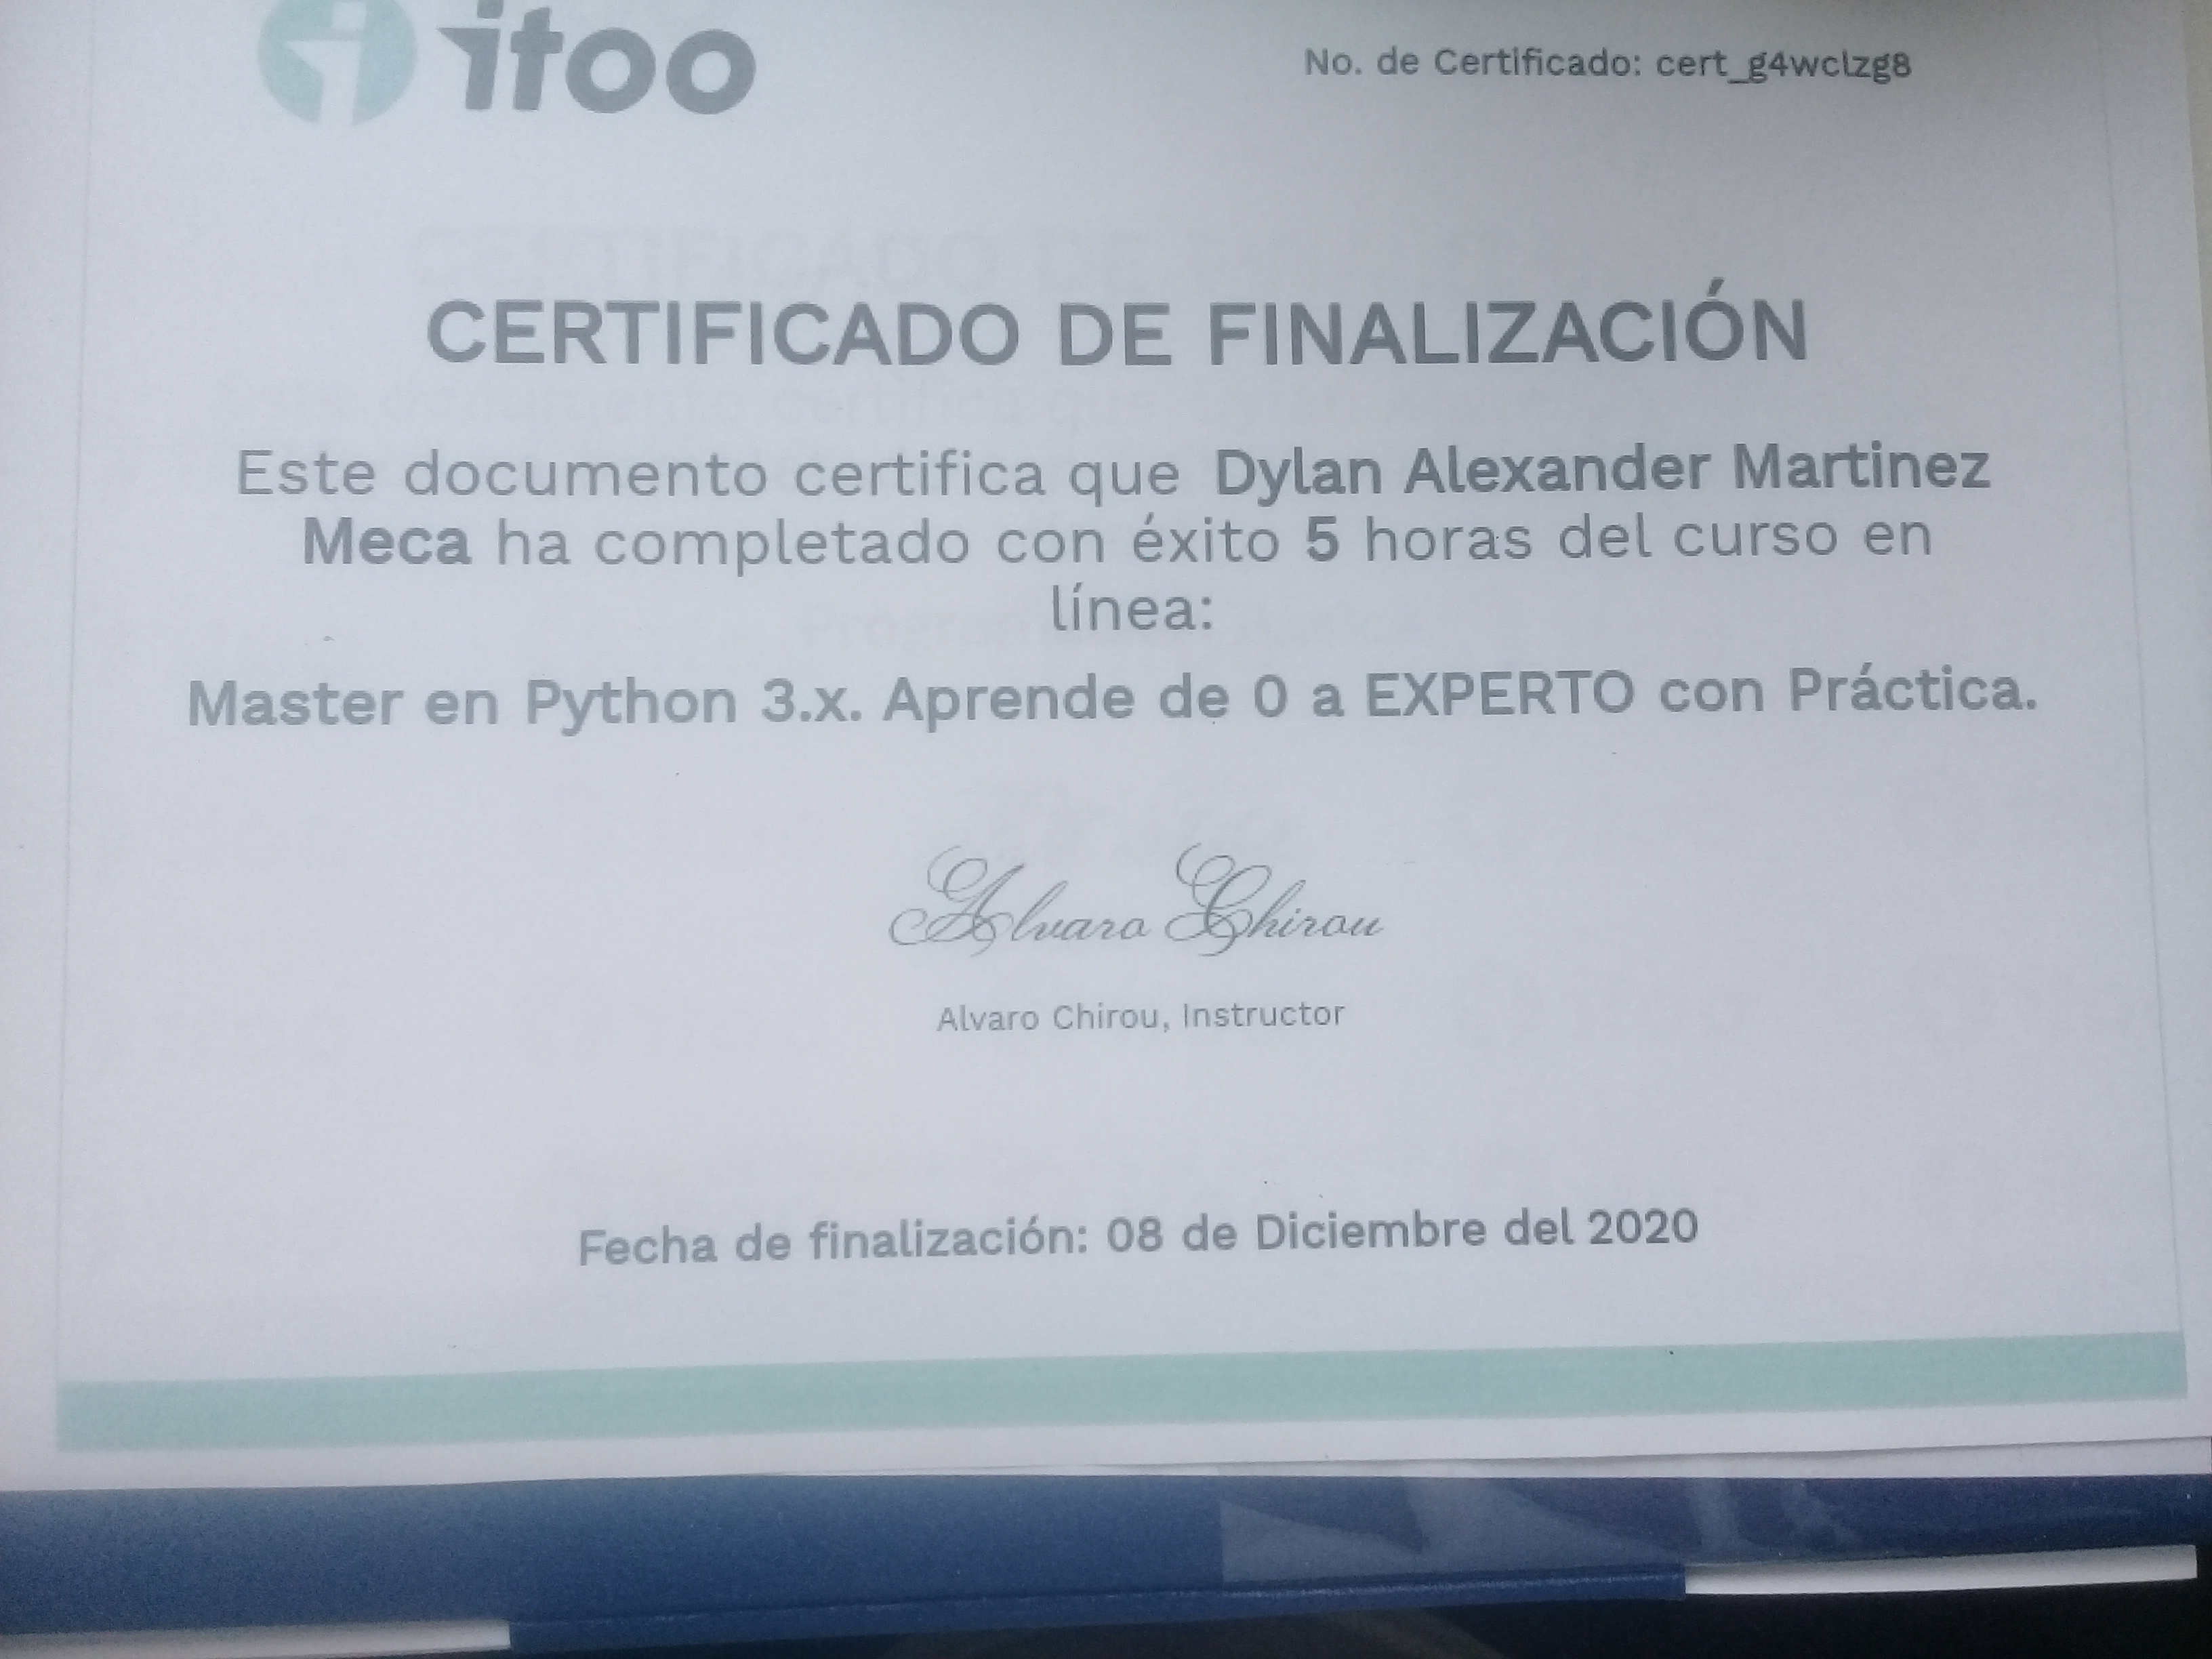 itoo
No. de Certificado: cert_g4wclzg8
CERTIFICADO DE FINALIZACIÓN
Este documento certifica que Dylan Alexander Martinez
Meca ha completado con éxito 5 horas del curso en
línea:
Master en Python 3.x. Aprende de 0 a EXPERTO con Práctica.
Alvaro Chirou
Alvaro Chirou, Instructor
Fecha de finalización: 08 de Diciembre del 2020